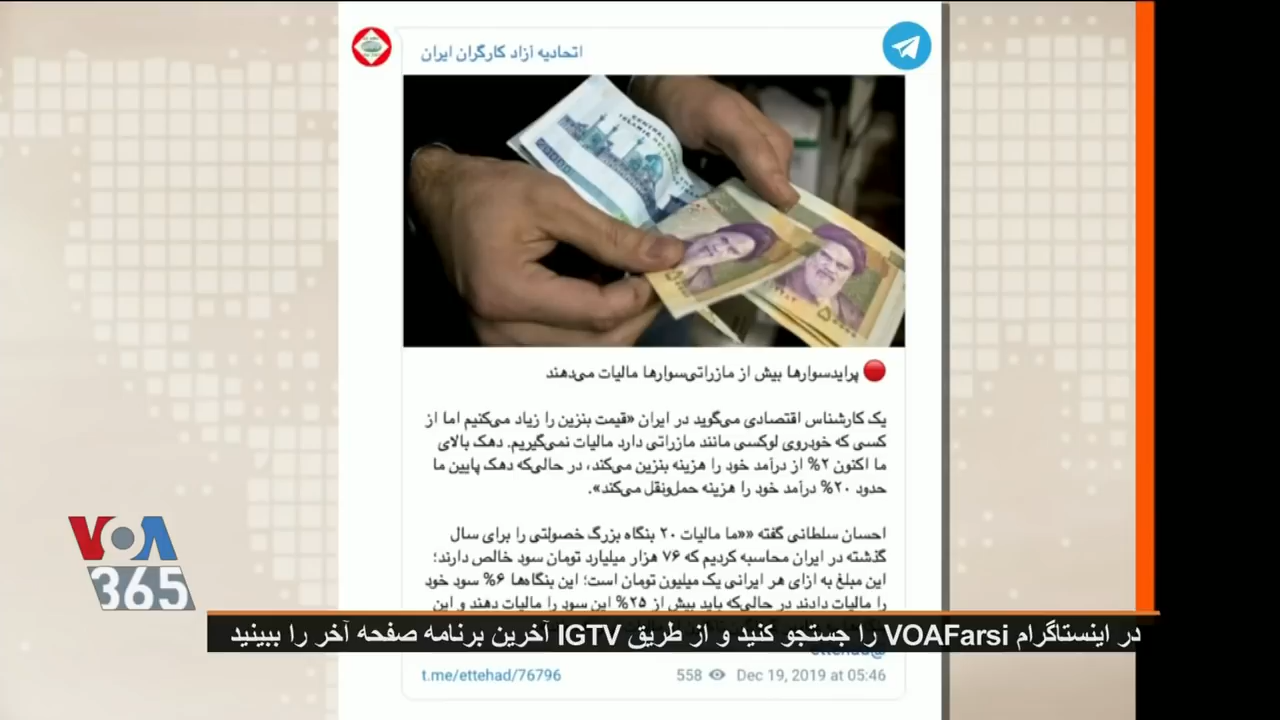 اتحادیه آزاد کارگران ایران
CENTRAL
ISLAMIC
پرایدسوارها بیش از مازراتی‌سوارها مالیات می‌دهند
یک کارشناس اقتصادی می‌گوید در ایران «قیمت بنزین را زیاد می‌کنیم اما از
کسی که خودروی لوکسی مانند مازراتی دارد مالیات نمی‌گیریم. دهک بالای
ما اکنون ۲% از درآمد خود را هزینه بنزین می‌کند، در حالی‌که دهک پایین ما
حدود ۲۰% درآمد خود را هزینه حمل‌ونقل می‌کند».
احسان سلطانی گفته ««ما مالیات ۲۰ بنگاه بزرگ خصولتی را برای سال
گذشته در ایران محاسبه کردیم که ۷۶ هزار میلیارد تومان سود خالص دارند؛
این مبلغ به ازای هر ایرانی یک میلیون تومان است؛ این بنگاه‌ها ۶% سود خود
را مالیات دادند در حالی‌که باید بیش از ۲۵% این سود را مالیات دهند و این
@ettehad
t.me/ettehad/76796
558 Dec 19, 2019 at 05:46
VOA
365
در اینستاگرام VOAFarsi را جستجو کنید و از طریق IGTV آخرین برنامه صفحه آخر را ببینید